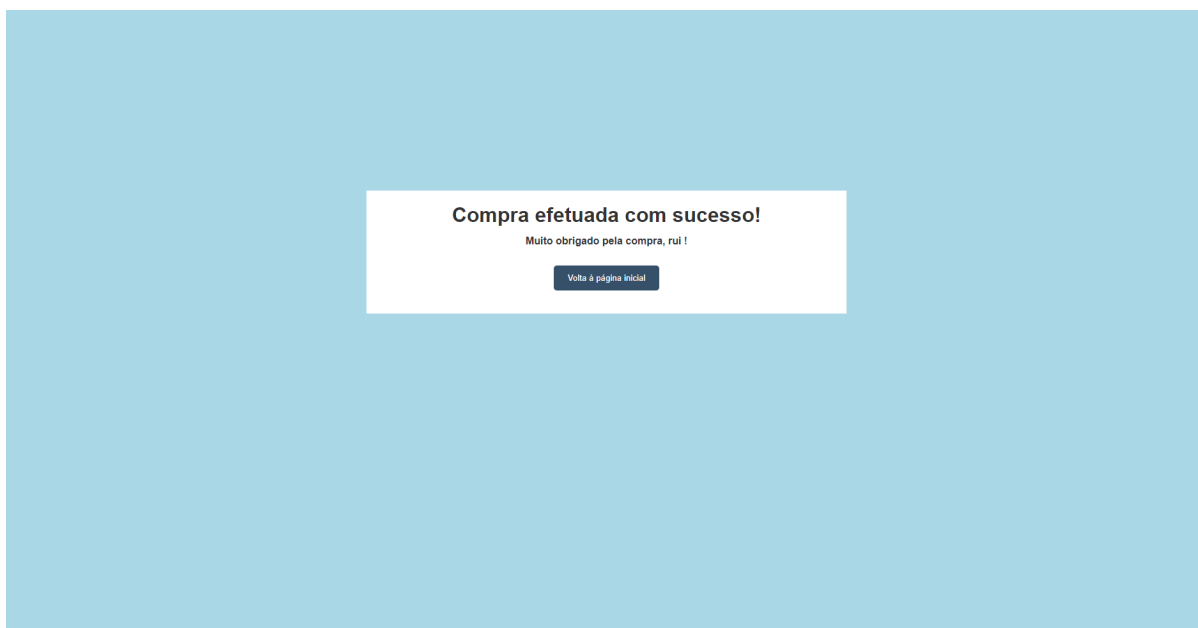 Compra efetuada com sucesso!
Muito obrigado pela compra, rui !
Volta à página inicial